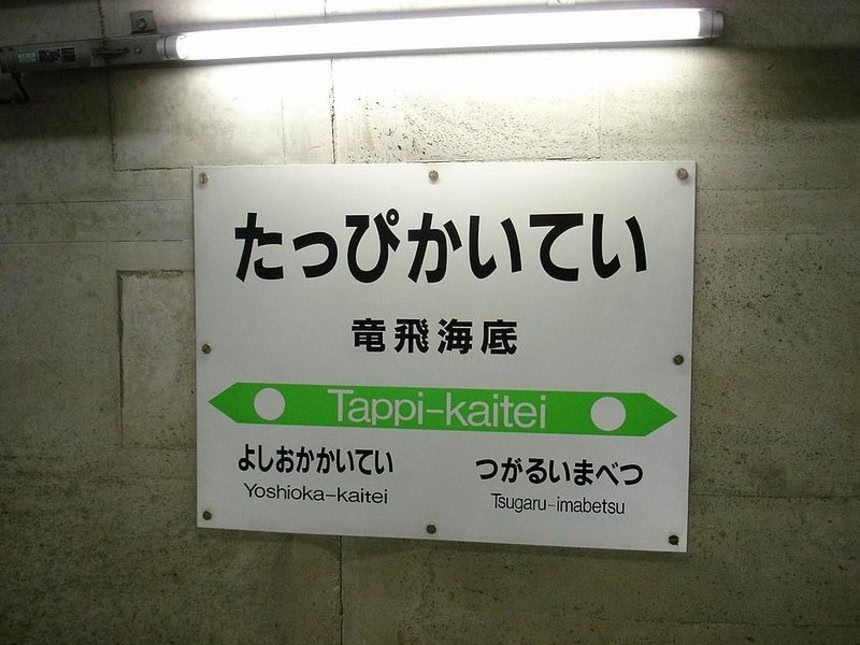 たっぴかいてい
竜飛海底
Tappi-kaitei
よしおかかいてい
Yoshioka-kaitei
つがるいまべつ
Tsugaru-imabetsu